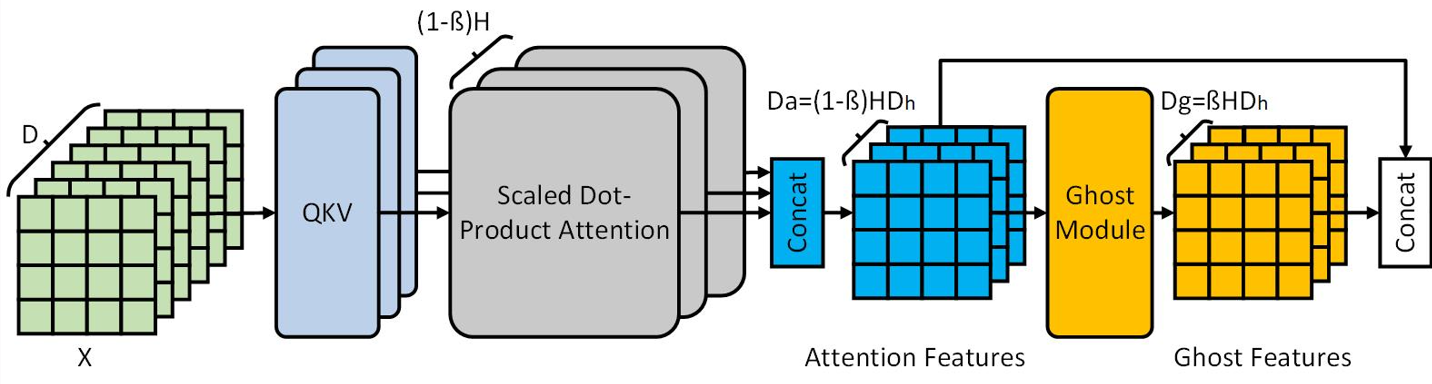 D
X
QKV
(1-ß)H
Scaled Dot-
Product Attention
Concat
Da=(1-ß)HDh
Attention Features
Ghost
Module
Dg=ßHDh
Ghost Features
Concat